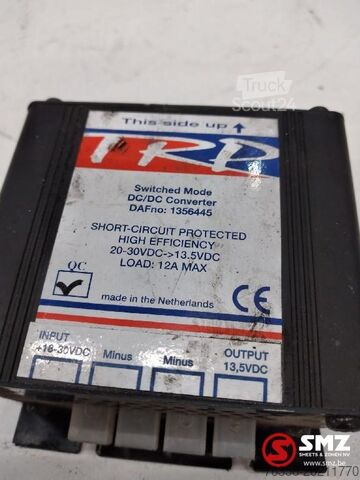 Truck
Scout24
This side up ↑
TRD
Switched Mode
DC/DC Converter
DAFno: 1356445
SHORT-CIRCUIT PROTECTED
HIGH EFFICIENCY
20-30VDC->13.5VDC
LOAD: 12A MAX
QC
made in the Netherlands
CE
INPUT
+18-30VDC
Minus
Minus
OUTPUT
13,5VDC
SMZ
SMEETS & ZONEN NV